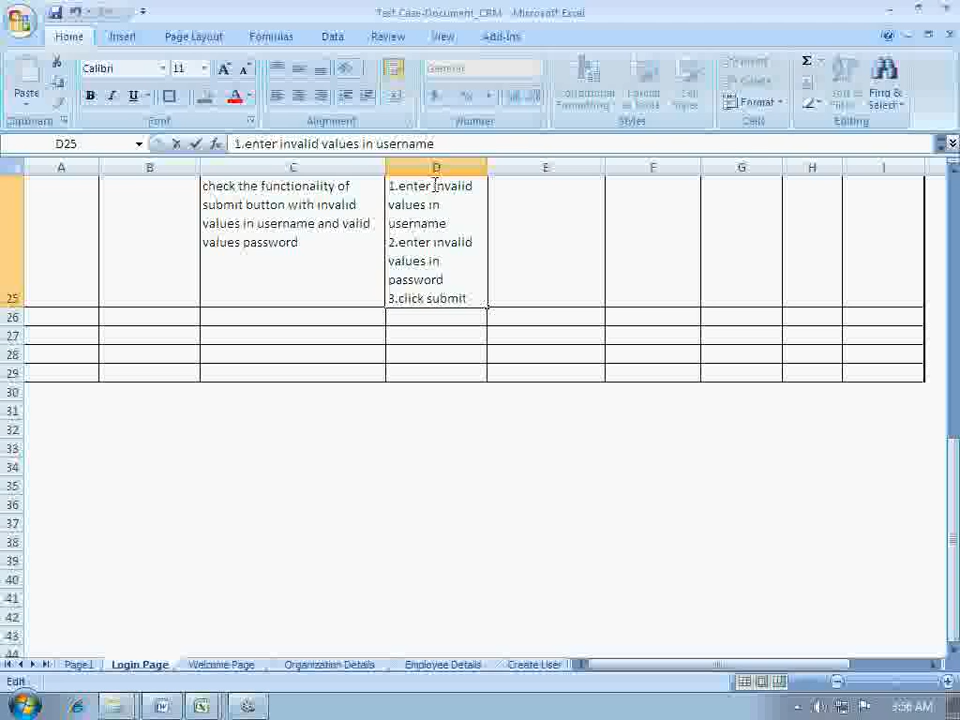 Test Case-Document_CRM - Microsoft Excel
Home Insert Page Layout Formulas Data Review View Add-Ins
Paste
Calibri 11 General
B I U A
Format
Find & Select
Clipboard Font Alignment Number Styles Cells Editing
D25 1.enter invalid values in username
A B C D E F G H I
check the functionality of
submit button with invalid
values in username and valid
values password
1.enter invalid
values in
username
2.enter invalid
values in
password
3.click submit
25
26
27
28
29
30
31
32
33
34
35
36
37
38
39
40
41
42
43
44
Page1 Login Page Welcome Page Organization Details Employee Details Create User
Edit
3:56 AM